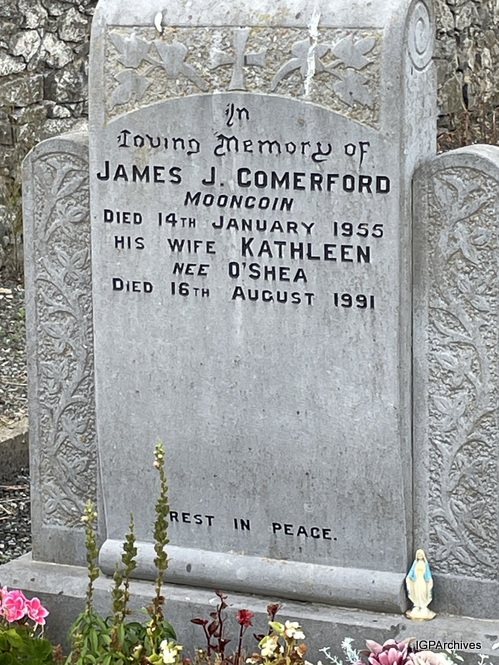 In
Loving Memory of
JAMES J. COMERFORD
MOONCOIN
DIED 14TH JANUARY 1955
HIS WIFE KATHLEEN
NEE O'SHEA
DIED 16TH AUGUST 1991
REST IN PEACE.
IGPArchives